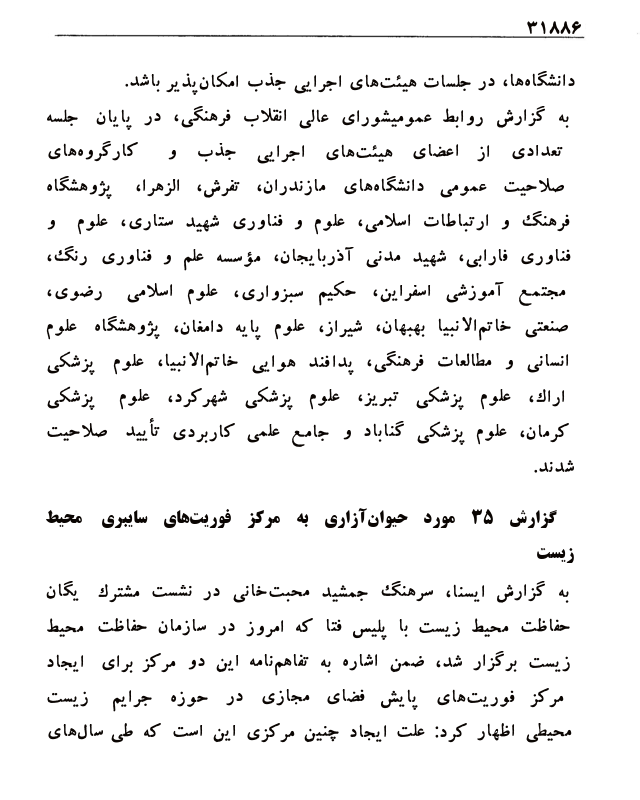 ۳۱۸۸۶
دانشگاه‌ها، در جلسات هیئت‌های اجرایی جذب امکان‌پذیر باشد.
به گزارش روابط عمومیشورای عالی انقلاب فرهنگی، در پایان جلسه
تعدادی از اعضای هیئت‌های اجرایی جذب و کارگروه‌های
صلاحیت عمومی دانشگاه‌های مازندران، تفرش، الزهرا، پژوهشگاه
فرهنگ و ارتباطات اسلامی، علوم و فناوری شهید ستاری، علوم و
فناوری فارابی، شهید مدنی آذربایجان، مؤسسه علم و فناوری رنگ،
مجتمع آموزشی اسفراین، حکیم سبزواری، علوم اسلامی رضوی،
صنعتی خاتم‌الانبیا بهبهان، شیراز، علوم پایه دامغان، پژوهشگاه علوم
انسانی و مطالعات فرهنگی، پدافند هوایی خاتم‌الانبیا، علوم پزشکی
اراك، علوم پزشکی تبریز، علوم پزشکی شهرکرد، علوم پزشکی
کرمان، علوم پزشکی گناباد و جامع علمی کاربردی تأیید صلاحیت
شدند.
گزارش ۳۵ مورد حیوان‌آزاری به مرکز فوریت‌های سایبری محیط
زیست
به گزارش ایسنا، سرهنگ جمشید محبت‌خانی در نشست مشترك یگان
حفاظت محیط زیست با پلیس فتا که امروز در سازمان حفاظت محیط
زیست برگزار شد، ضمن اشاره به تفاهم‌نامه این دو مرکز برای ایجاد
مرکز فوریت‌های پایش فضای مجازی در حوزه جرایم زیست
محیطی اظهار کرد: علت ایجاد چنین مرکزی این است که طی سال‌های